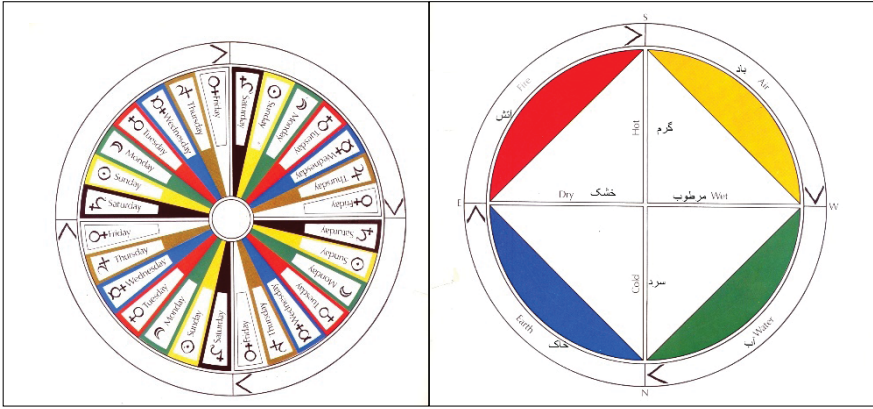 Saturday
Sunday
Monday
Tuesday
Wednesday
Thursday
Friday
Saturday
Sunday
Monday
Tuesday
Wednesday
Thursday
Friday
Saturday
Sunday
Monday
Tuesday
Wednesday
Thursday
Friday
Saturday
Sunday
Monday
Tuesday
Wednesday
Thursday
Friday
S
Fire
اتش
باد
Air
Hot
گرم
Dry خشک
مرطوب Wet
E
W
Cold
سرد
Earth
خاک
Water
N